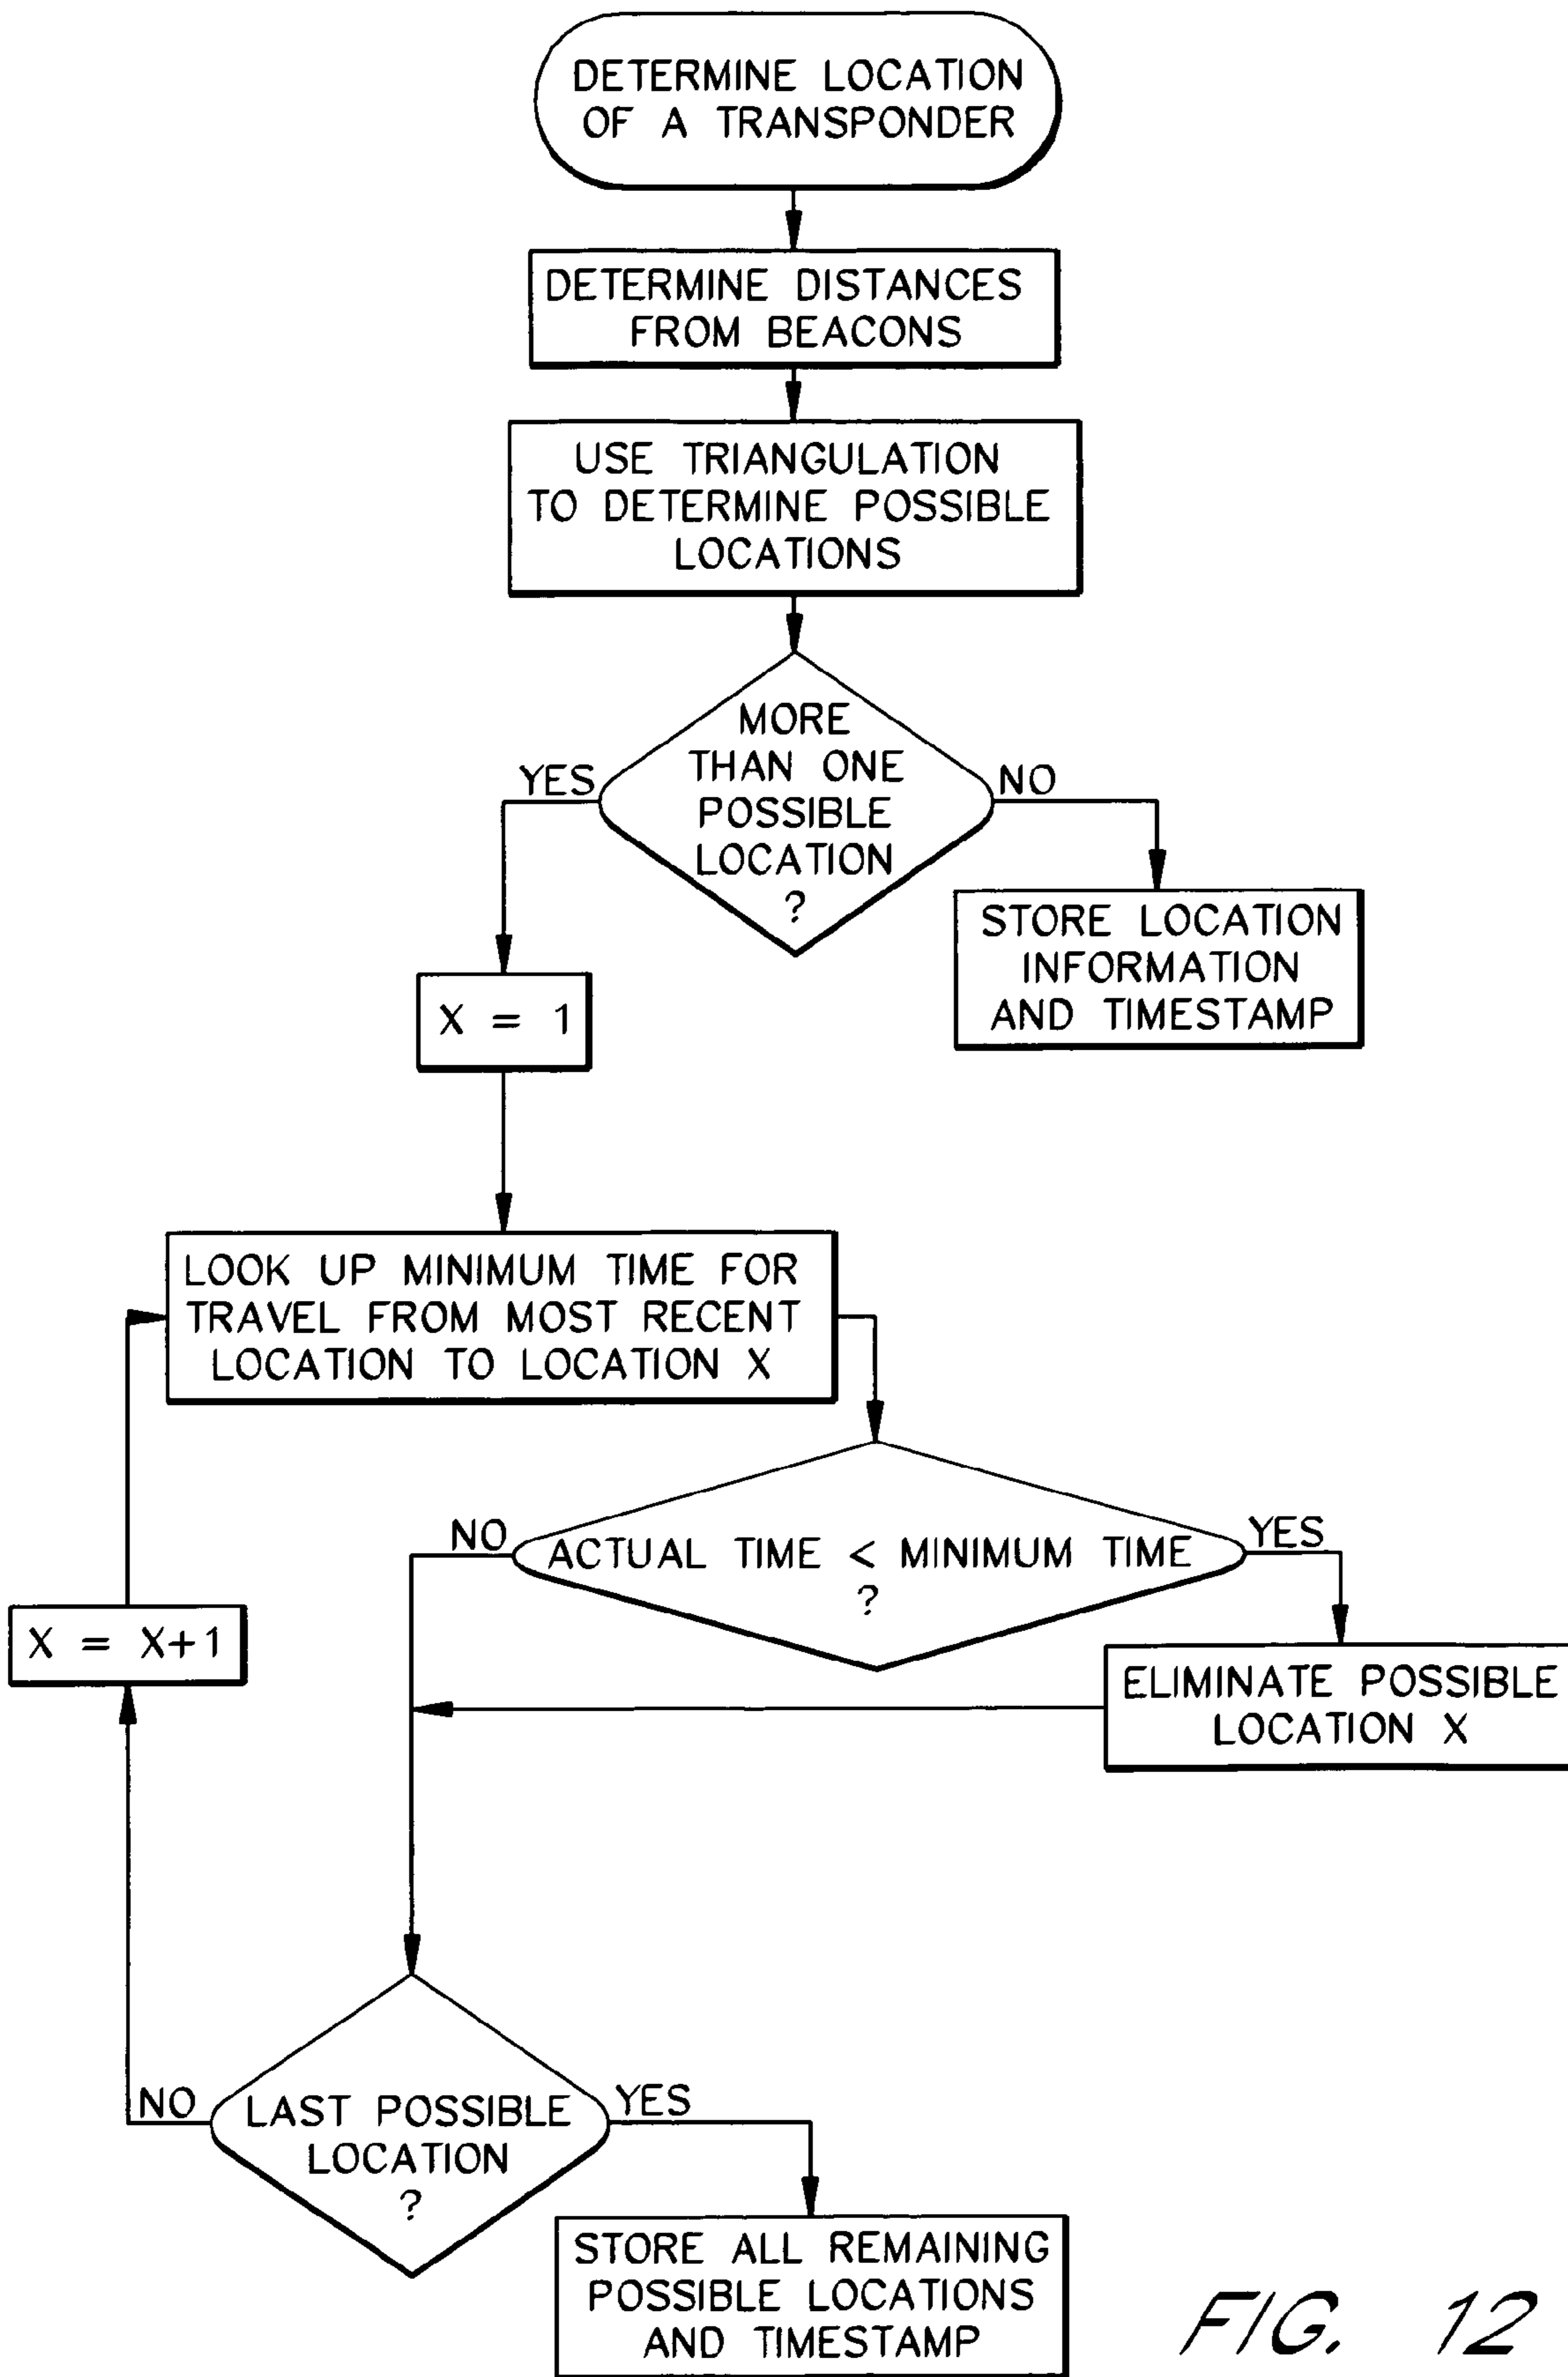 DETERMINE LOCATION
OF A TRANSPONDER
DETERMINE DISTANCES
FROM BEACONS
USE TRIANGULATION
TO DETERMINE POSSIBLE
LOCATIONS
MORE
THAN ONE
POSSIBLE
LOCATION
?
YES
NO
STORE LOCATION
INFORMATION
AND TIMESTAMP
X = 1
LOOK UP MINIMUM TIME FOR
TRAVEL FROM MOST RECENT
LOCATION TO LOCATION X
ACTUAL TIME < MINIMUM TIME
?
NO
YES
X = X+1
ELIMINATE POSSIBLE
LOCATION X
LAST POSSIBLE
LOCATION
?
NO
YES
STORE ALL REMAINING
POSSIBLE LOCATIONS
AND TIMESTAMP
FIG. 12